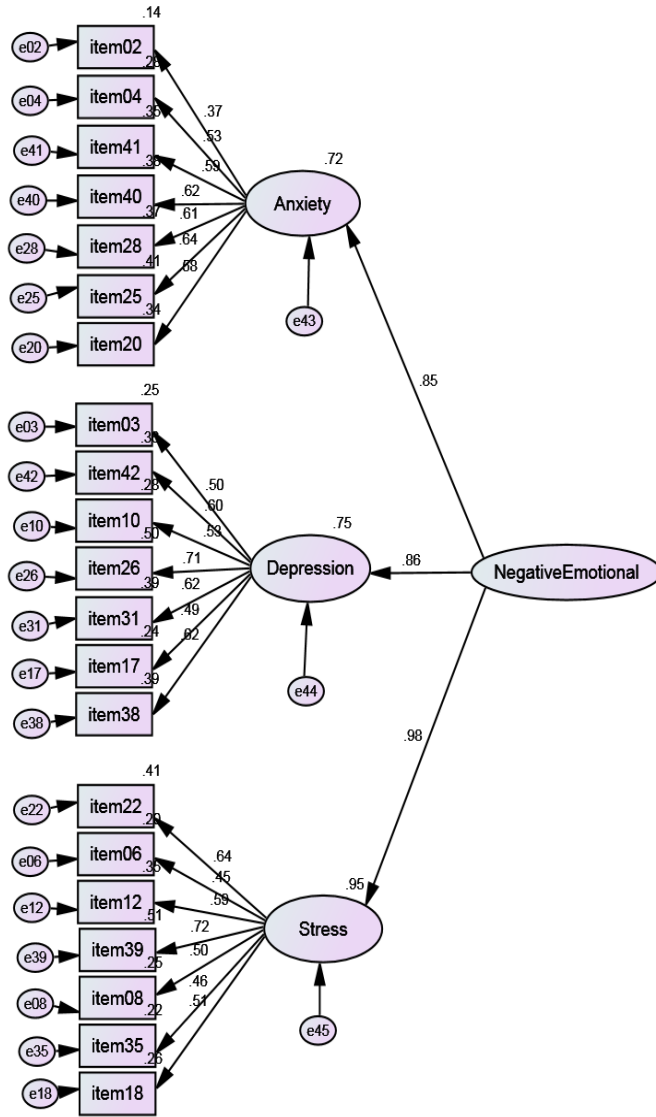 .14
e02 item02
.28
e04 item04
.37
.35
.53
e41 item41
.38
.59
.72
e40 item40
.62
Anxiety
.37
.61
e28 item28
.64
.41
.58
e25 item25
.34
e43
e20 item20
.85
.25
e03 item03
e42 item42
.28
.50
e10 item10
.60
.50
.53
.75
e26 item26
.71
Depression
.86
NegativeEmotional
.39
.62
e31 item31
.49
.24
.62
e17 item17
.39
e44
e38 item38
.98
.41
e22 item22
.20
e06 item06
.64
.35
.45
e12 item12
.59
.95
.51
.72
Stress
e39 item39
.50
.25
.46
e08 item08
.51
.22
e45
e35 item35
.26
e18 item18